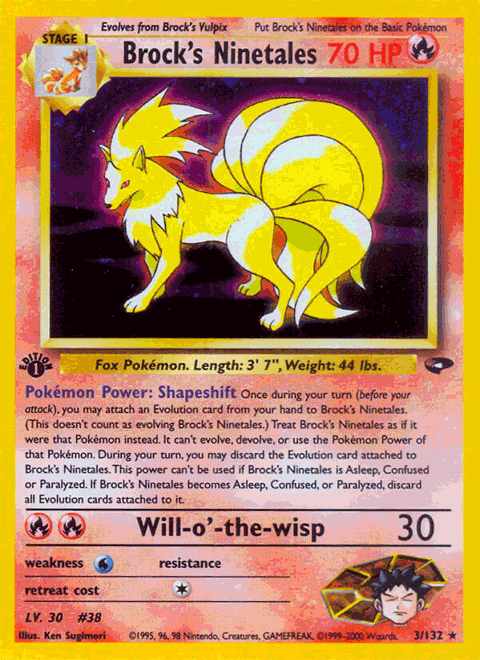 Evolves from Brock's Vulpix Put Brock's Ninetales on the Basic Pokémon
STAGE 1
Brock's Ninetales 70 HP
EDITION
1
Fox Pokémon. Length: 3' 7", Weight: 44 lbs.
Pokémon Power: Shapeshift Once during your turn (before your
attack), you may attach an Evolution card from your hand to Brock's Ninetales.
(This doesn't count as evolving Brock's Ninetales.) Treat Brock's Ninetales as if it
were that Pokémon instead. It can't evolve, devolve, or use the Pokémon Power of
that Pokémon. During your turn, you may discard the Evolution card attached to
Brock's Ninetales. This power can't be used if Brock's Ninetales is Asleep, Confused
or Paralyzed. If Brock's Ninetales becomes Asleep, Confused, or Paralyzed, discard
all Evolution cards attached to it.
Will-o'-the-wisp 30
weakness resistance
retreat cost
LV. 30 #38
Illus. Ken Sugimori ©1995, 96, 98 Nintendo, Creatures, GAMEFREAK. ©1999-2000 Wizards. 3/132 ★